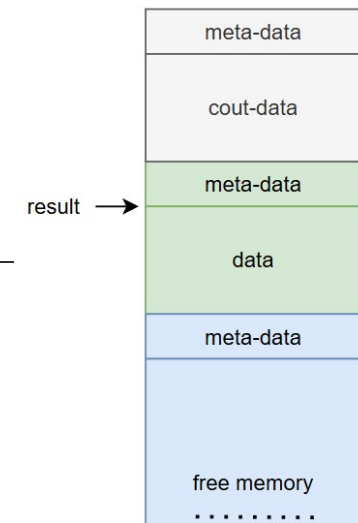 meta-data
cout-data
meta-data
result
data
meta-data
free memory
.........